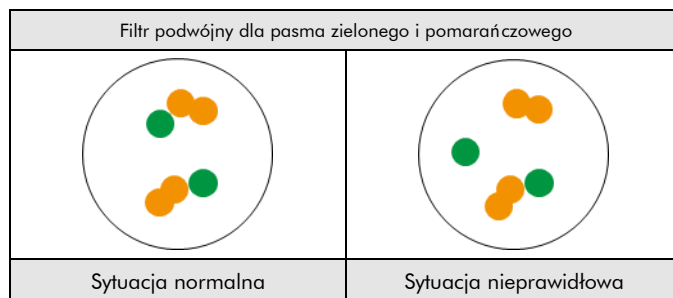 Filtr podwójny dla pasma zielonego i pomarańczowego
Sytuacja normalna
Sytuacja nieprawidłowa